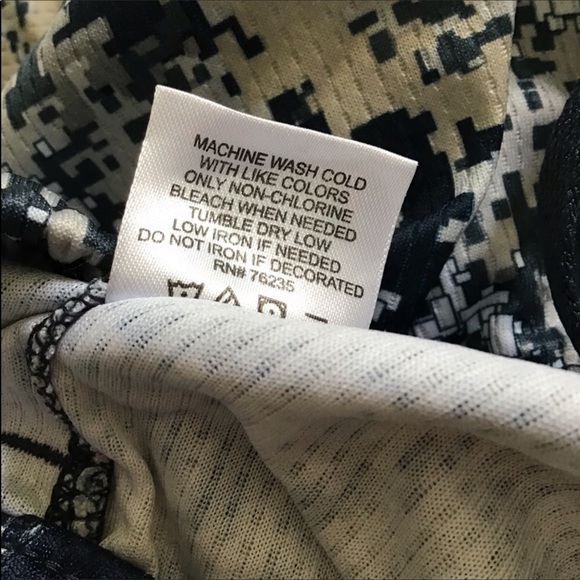 MACHINE WASH COLD
WITH LIKE COLORS
ONLY NON-CHLORINE
BLEACH WHEN NEEDED
TUMBLE DRY LOW
LOW IRON IF NEEDED
DO NOT IRON IF DECORATED
RN# 76235